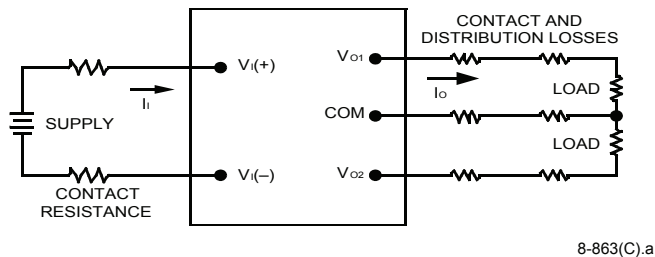 CONTACT AND
DISTRIBUTION LOSSES
VI(+)
VO1
II
IO
LOAD
SUPPLY
COM
LOAD
VI(–)
VO2
CONTACT
RESISTANCE
8-863(C).a